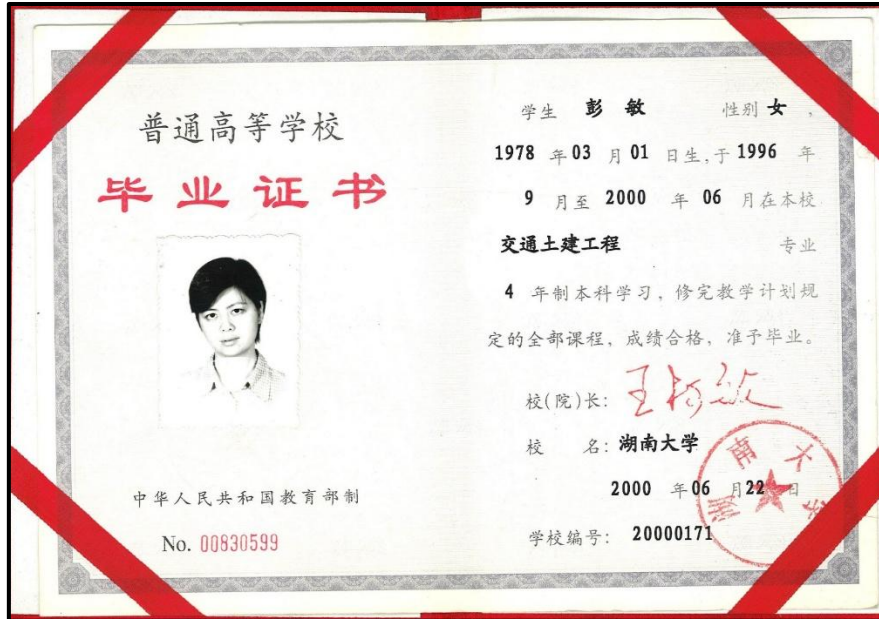 普通高等学校
毕业证书
中华人民共和国教育部制
No. 00830599
学生 彭敏 性别 女,
1978 年 03 月 01 日生,于 1996 年
9 月至 2000 年 06 月在本校
交通土建工程 专业
4 年制本科学习,修完教学计划规
定的全部课程,成绩合格,准予毕业。
校(院)长:
校 名: 湖南大学
2000 年 06 月 22 日
学校编号: 20000171
湖南大学